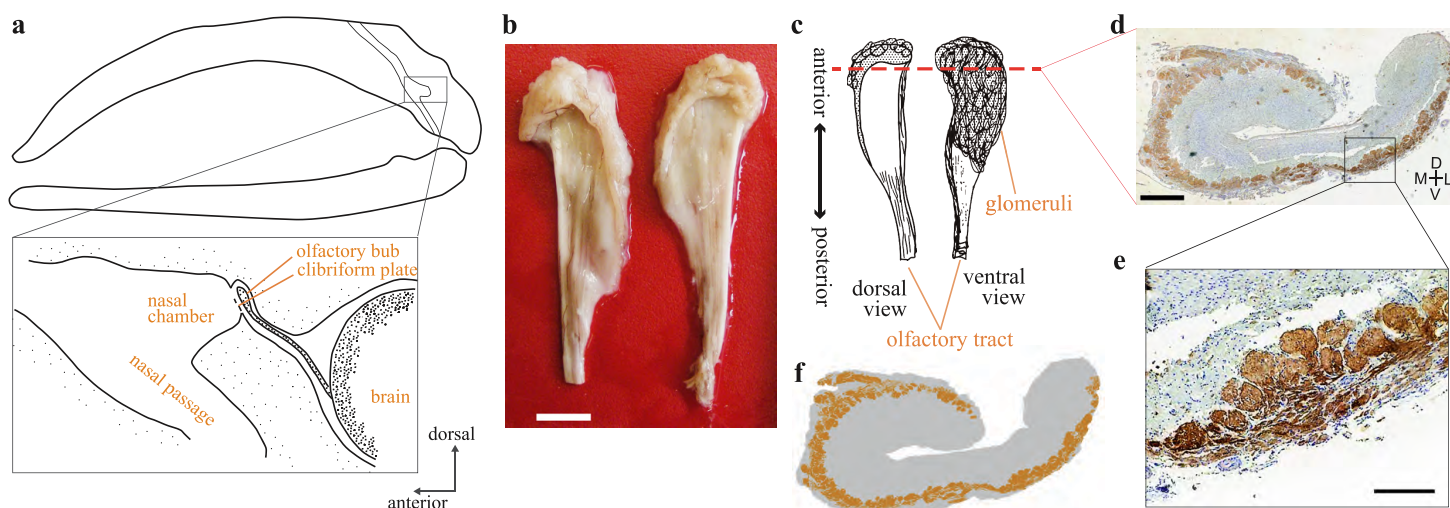 a
olfactory bub
clibriform plate
nasal
chamber
nasal passage
brain
dorsal
anterior
b
c
anterior
posterior
glomeruli
dorsal
view
ventral
view
olfactory tract
d
D
M L
V
e
f